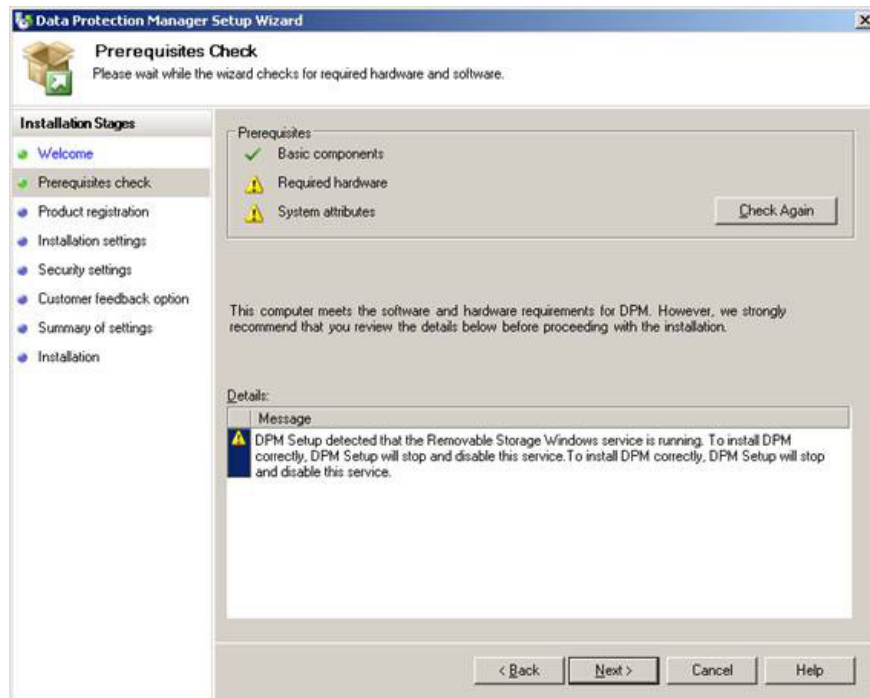 Data Protection Manager Setup Wizard
Prerequisites Check
Please wait while the wizard checks for required hardware and software.
Installation Stages
Welcome
Prerequisites check
Product registration
Installation settings
Security settings
Customer feedback option
Summary of settings
Installation
Prerequisites
Basic components
Required hardware
System attributes
Check Again
This computer meets the software and hardware requirements for DPM. However, we strongly
recommend that you review the details below before proceeding with the installation.
Details:
Message
DPM Setup detected that the Removable Storage Windows service is running. To install DPM
correctly, DPM Setup will stop and disable this service.To install DPM correctly, DPM Setup will stop
and disable this service.
< Back
Next >
Cancel
Help